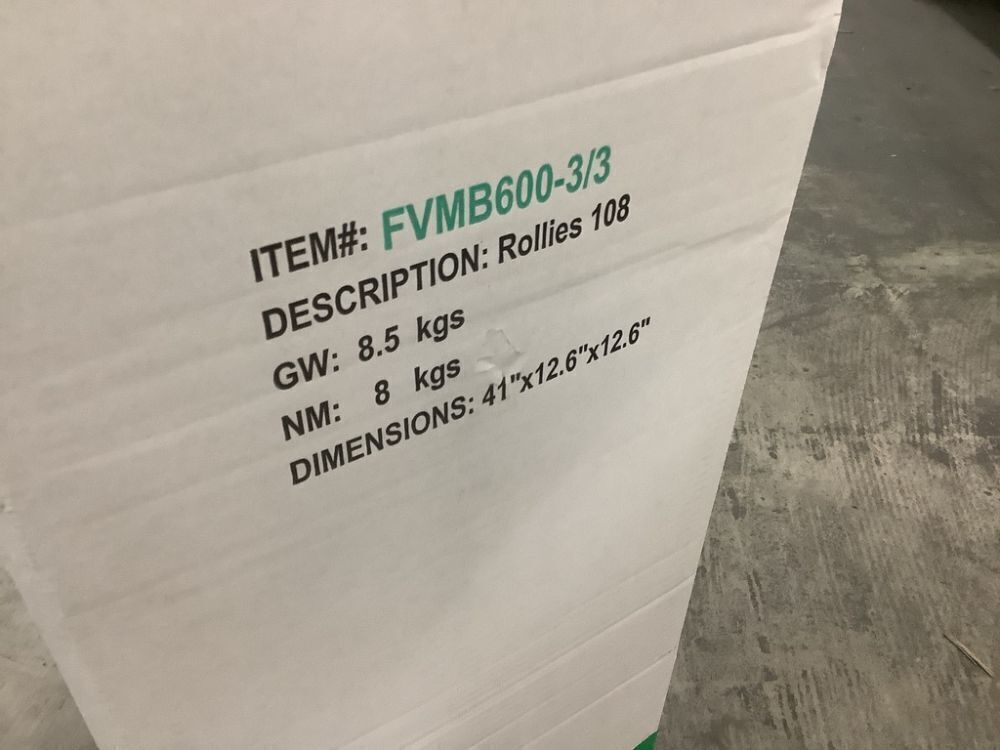 ITEM#: FVMB600-3/3
DESCRIPTION: Rollies 108
GW: 8.5 kgs
NM: 8 kgs
DIMENSIONS: 41"x12.6"x12.6"